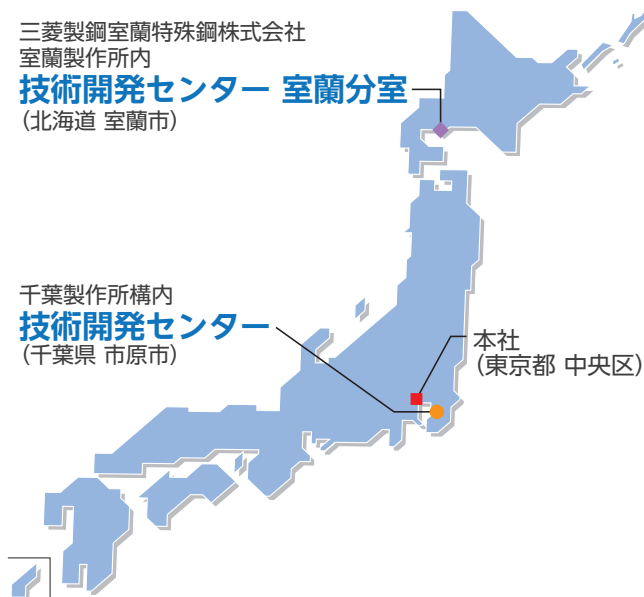 三菱製鋼室蘭特殊鋼株式会社
室蘭製作所内
技術開発センター 室蘭分室
（北海道 室蘭市）
千葉製作所構内
技術開発センター
（千葉県 市原市）
本社
（東京都 中央区）